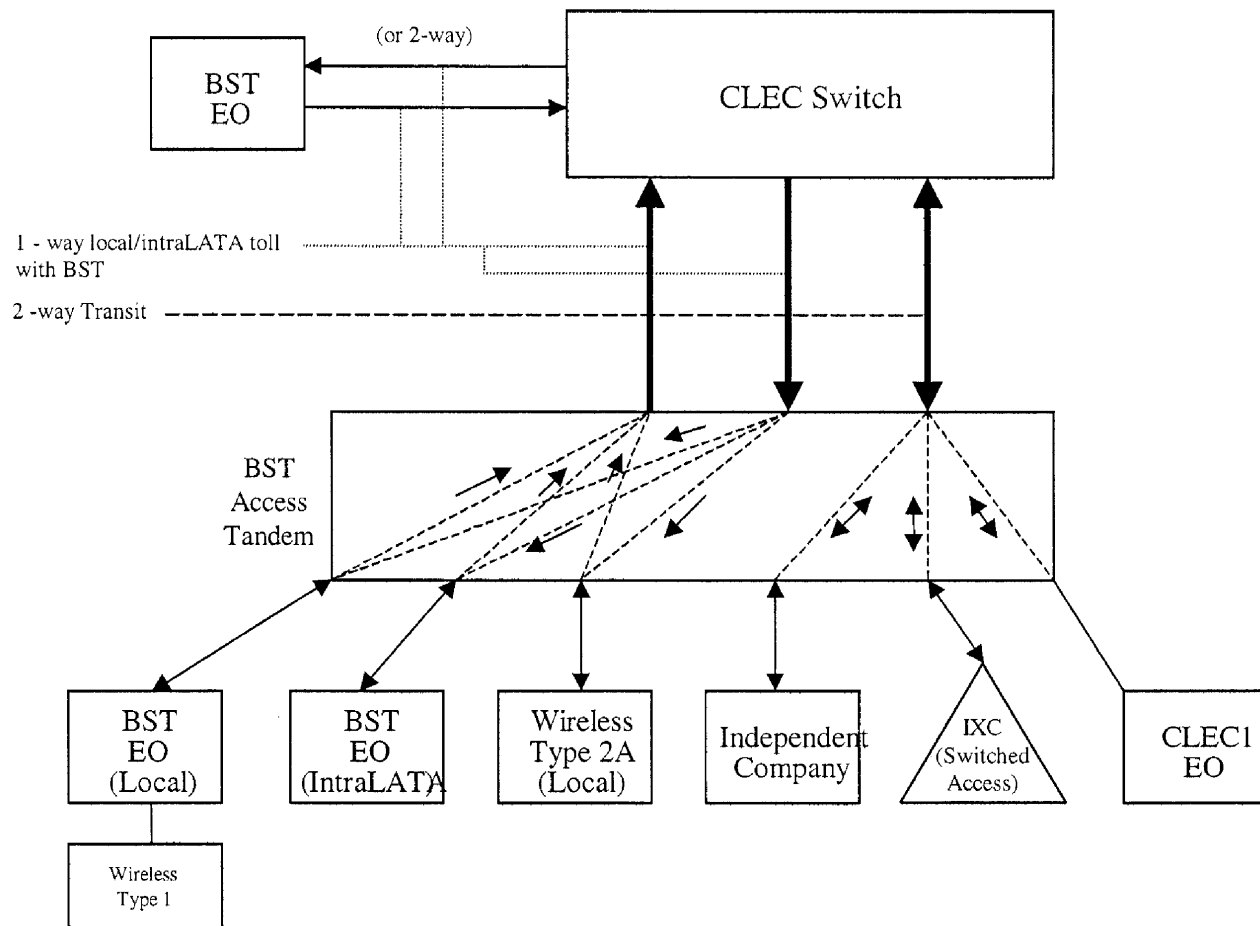 (or 2-way)
BST
EO
CLEC Switch
1 - way local/intraLATA toll
with BST
2 -way Transit
BST
Access
Tandem
BST
EO
(Local)
BST
EO
(IntraLATA)
Wireless
Type 2A
(Local)
Independent
Company
IXC
(Switched
Access)
CLEC1
EO
Wireless
Type 1